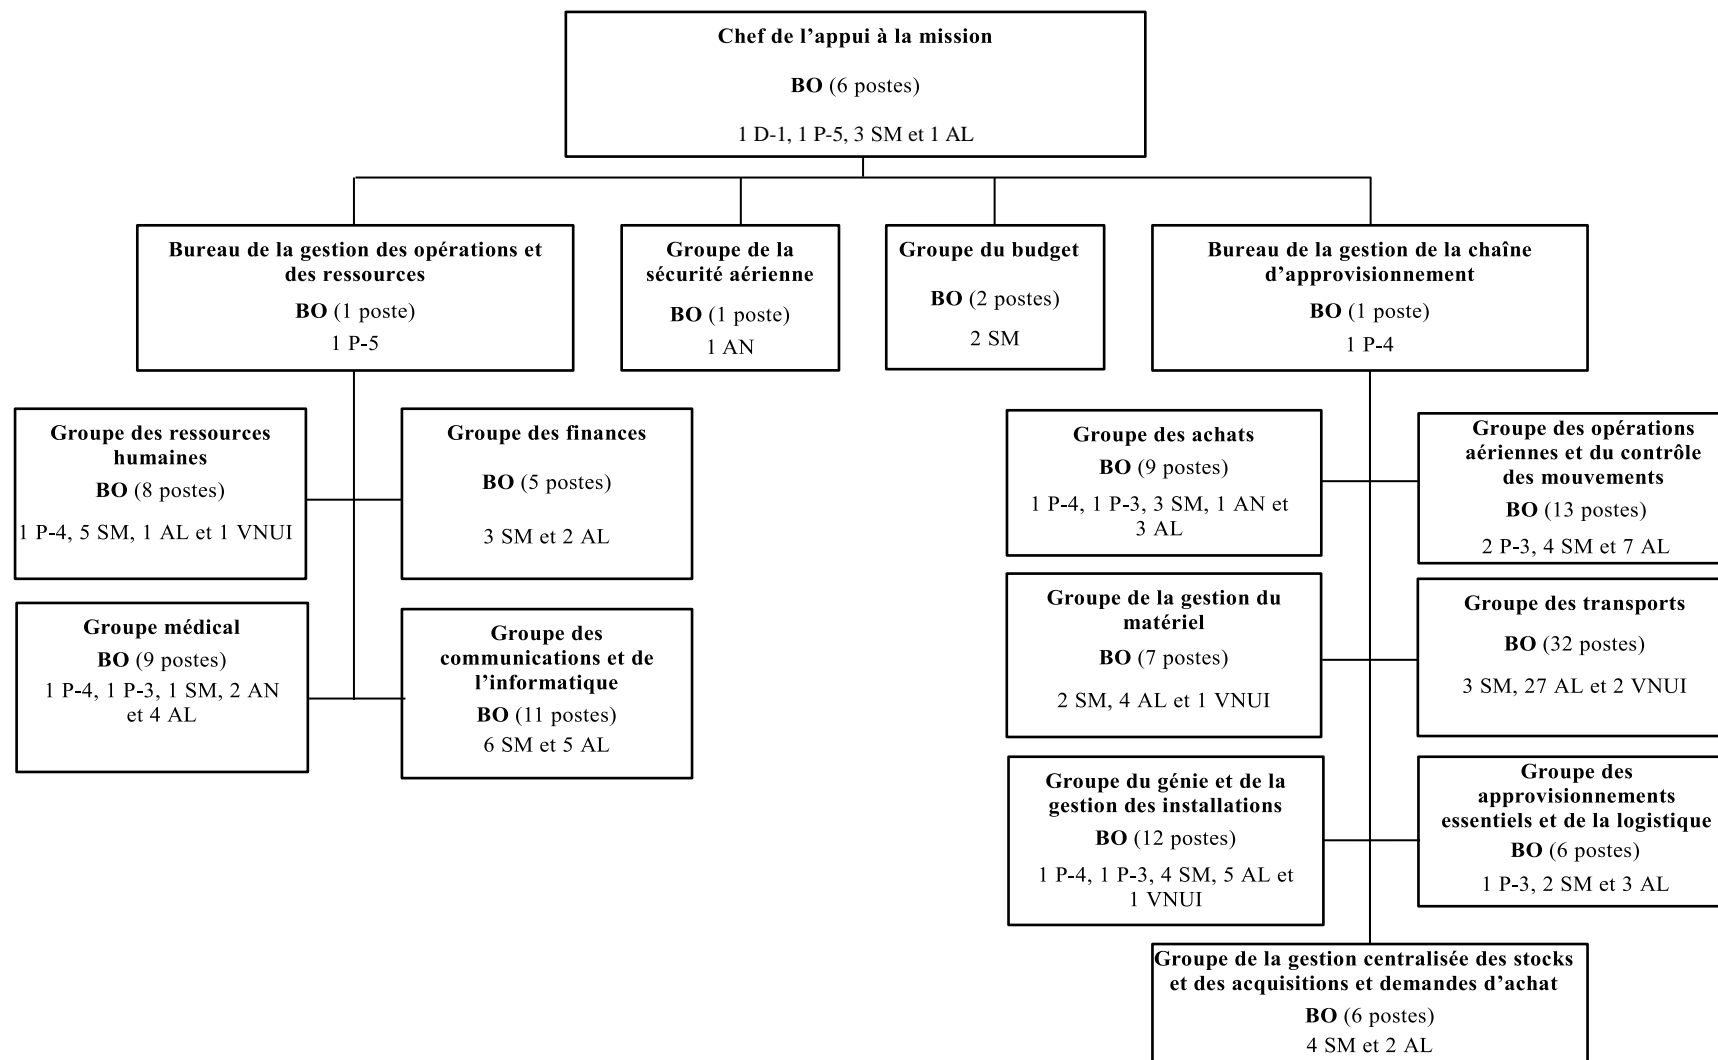 Chef de l’appui à la mission
BO (6 postes)
1 D-1, 1 P-5, 3 SM et 1 AL
Bureau de la gestion des opérations et
des ressources
BO (1 poste)
1 P-5
Groupe de la
sécurité aérienne
BO (1 poste)
1 AN
Groupe du budget
BO (2 postes)
2 SM
Bureau de la gestion de la chaîne
d’approvisionnement
BO (1 poste)
1 P-4
Groupe des ressources
humaines
BO (8 postes)
1 P-4, 5 SM, 1 AL et 1 VNUI
Groupe des finances
BO (5 postes)
3 SM et 2 AL
Groupe médical
BO (9 postes)
1 P-4, 1 P-3, 1 SM, 2 AN
et 4 AL
Groupe des
communications et de
l’informatique
BO (11 postes)
6 SM et 5 AL
Groupe des achats
BO (9 postes)
1 P-4, 1 P-3, 3 SM, 1 AN et
3 AL
Groupe des opérations
aériennes et du contrôle
des mouvements
BO (13 postes)
2 P-3, 4 SM et 7 AL
Groupe de la gestion du
matériel
BO (7 postes)
2 SM, 4 AL et 1 VNUI
Groupe des transports
BO (32 postes)
3 SM, 27 AL et 2 VNUI
Groupe du génie et de la
gestion des installations
BO (12 postes)
1 P-4, 1 P-3, 4 SM, 5 AL et
1 VNUI
Groupe des
approvisionnements
essentiels et de la logistique
BO (6 postes)
1 P-3, 2 SM et 3 AL
Groupe de la gestion centralisée des stocks
et des acquisitions et demandes d’achat
BO (6 postes)
4 SM et 2 AL